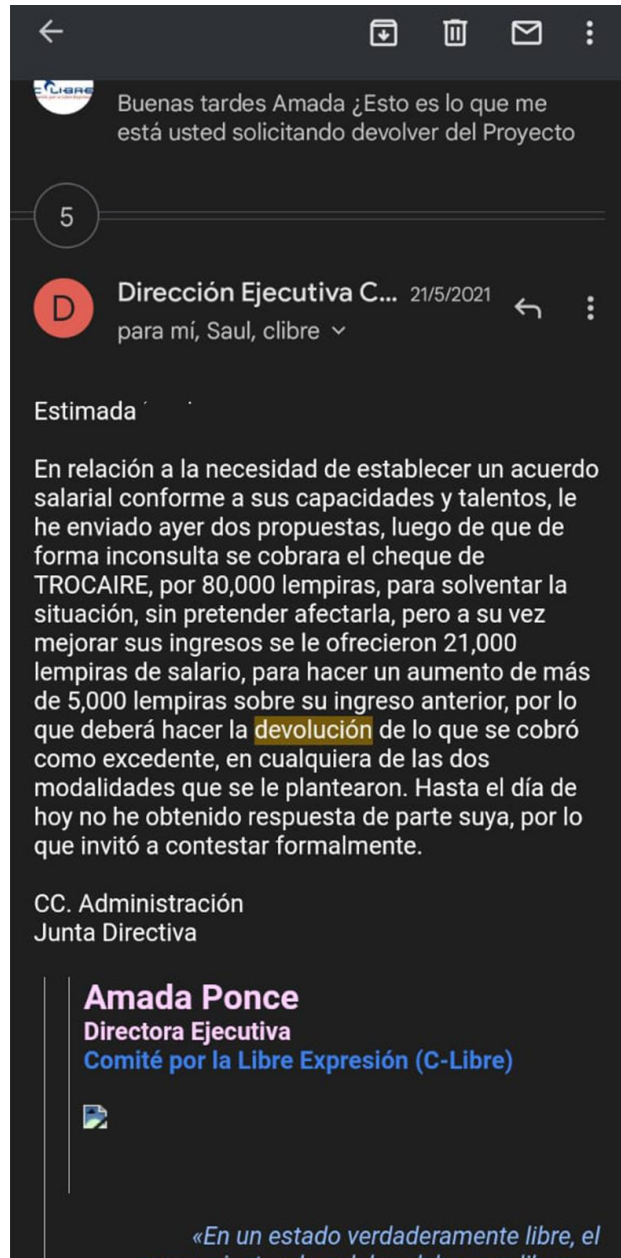 C LIBRE
Buenas tardes Amada ¿Esto es lo que me
está usted solicitando devolver del Proyecto
5
D
Dirección Ejecutiva C... 21/5/2021
para mí, Saul, clibre
Estimada
En relación a la necesidad de establecer un acuerdo
salarial conforme a sus capacidades y talentos, le
he enviado ayer dos propuestas, luego de que de
forma inconsulta se cobrara el cheque de
TROCAIRE, por 80,000 lempiras, para solventar la
situación, sin pretender afectarla, pero a su vez
mejorar sus ingresos se le ofrecieron 21,000
lempiras de salario, para hacer un aumento de más
de 5,000 lempiras sobre su ingreso anterior, por lo
que deberá hacer la devolución de lo que se cobró
como excedente, en cualquiera de las dos
modalidades que se le plantearon. Hasta el día de
hoy no he obtenido respuesta de parte suya, por lo
que invitó a contestar formalmente.
CC. Administración
Junta Directiva
Amada Ponce
Directora Ejecutiva
Comité por la Libre Expresión (C-Libre)
«En un estado verdaderamente libre, el